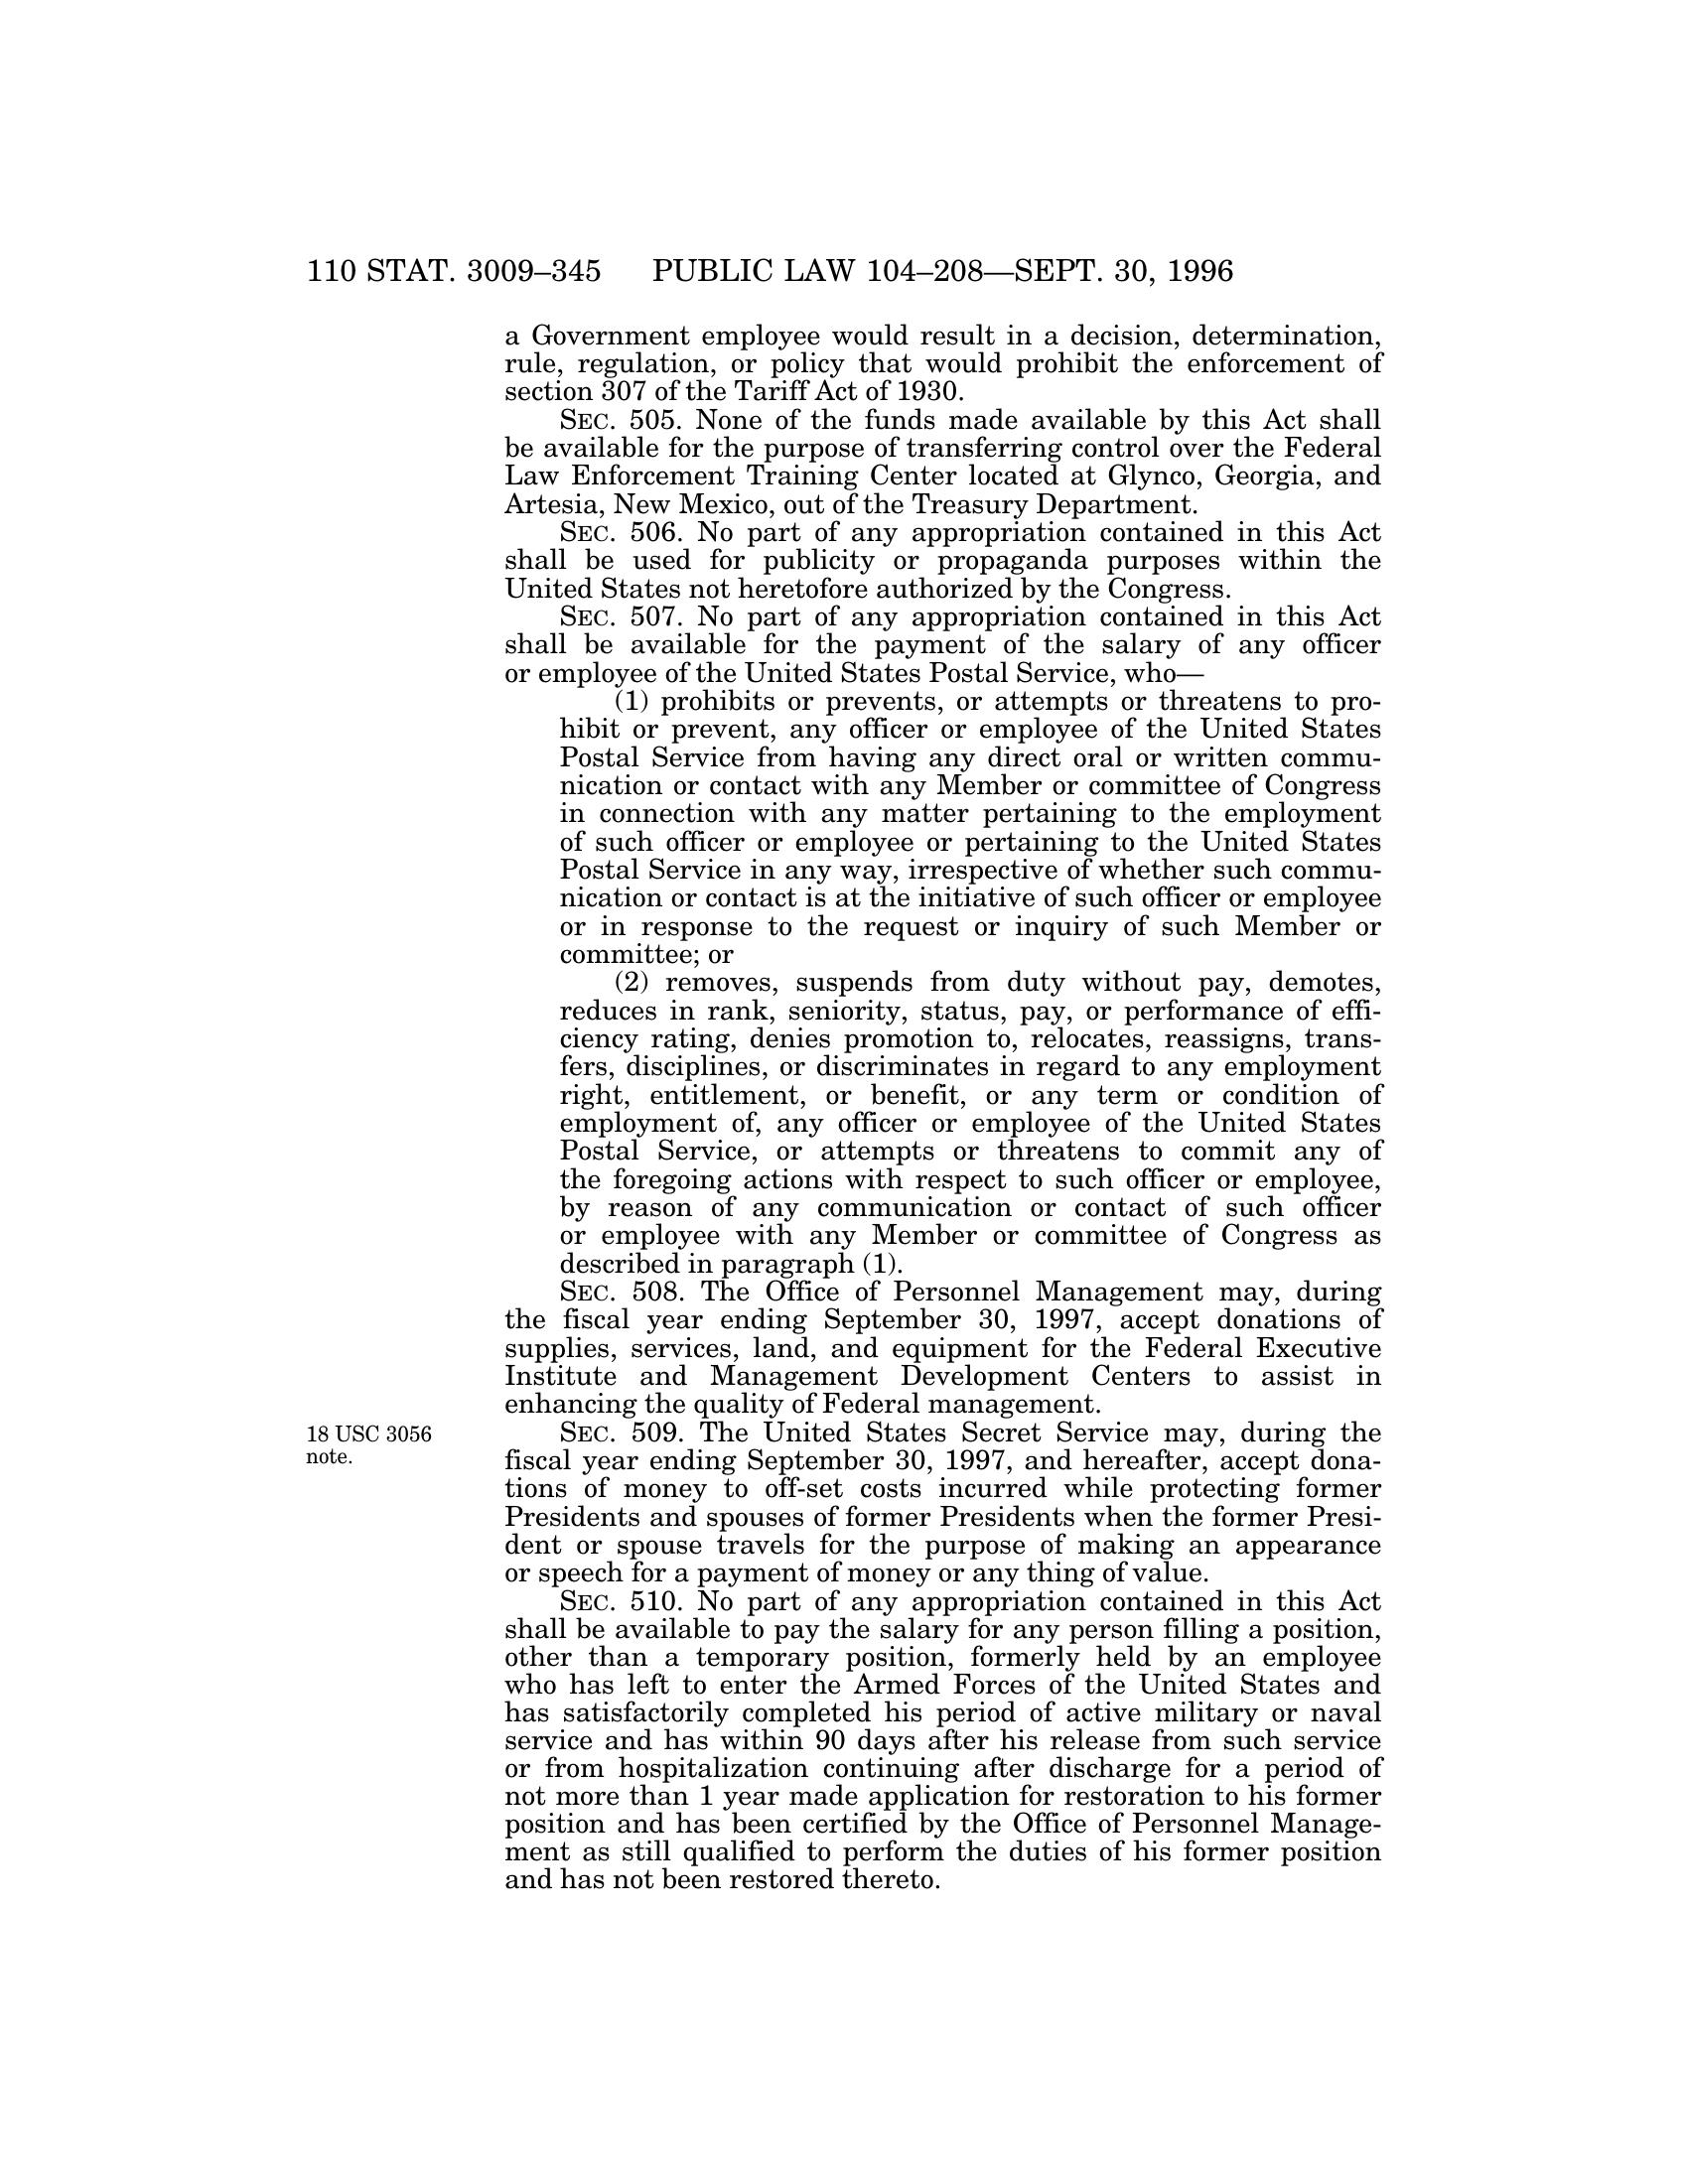 110 STAT. 3009–345 PUBLIC LAW 104–208—SEPT. 30, 1996
a Government employee would result in a decision, determination,
rule, regulation, or policy that would prohibit the enforcement of
section 307 of the Tariff Act of 1930.
SEC. 505. None of the funds made available by this Act shall
be available for the purpose of transferring control over the Federal
Law Enforcement Training Center located at Glynco, Georgia, and
Artesia, New Mexico, out of the Treasury Department.
SEC. 506. No part of any appropriation contained in this Act
shall be used for publicity or propaganda purposes within the
United States not heretofore authorized by the Congress.
SEC. 507. No part of any appropriation contained in this Act
shall be available for the payment of the salary of any officer
or employee of the United States Postal Service, who—
(1) prohibits or prevents, or attempts or threatens to pro-
hibit or prevent, any officer or employee of the United States
Postal Service from having any direct oral or written commu-
nication or contact with any Member or committee of Congress
in connection with any matter pertaining to the employment
of such officer or employee or pertaining to the United States
Postal Service in any way, irrespective of whether such commu-
nication or contact is at the initiative of such officer or employee
or in response to the request or inquiry of such Member or
committee; or
(2) removes, suspends from duty without pay, demotes,
reduces in rank, seniority, status, pay, or performance of effi-
ciency rating, denies promotion to, relocates, reassigns, trans-
fers, disciplines, or discriminates in regard to any employment
right, entitlement, or benefit, or any term or condition of
employment of, any officer or employee of the United States
Postal Service, or attempts or threatens to commit any of
the foregoing actions with respect to such officer or employee,
by reason of any communication or contact of such officer
or employee with any Member or committee of Congress as
described in paragraph (1).
SEC. 508. The Office of Personnel Management may, during
the fiscal year ending September 30, 1997, accept donations of
supplies, services, land, and equipment for the Federal Executive
Institute and Management Development Centers to assist in
enhancing the quality of Federal management.
18 USC 3056
note.
SEC. 509. The United States Secret Service may, during the
fiscal year ending September 30, 1997, and hereafter, accept dona-
tions of money to off-set costs incurred while protecting former
Presidents and spouses of former Presidents when the former Presi-
dent or spouse travels for the purpose of making an appearance
or speech for a payment of money or any thing of value.
SEC. 510. No part of any appropriation contained in this Act
shall be available to pay the salary for any person filling a position,
other than a temporary position, formerly held by an employee
who has left to enter the Armed Forces of the United States and
has satisfactorily completed his period of active military or naval
service and has within 90 days after his release from such service
or from hospitalization continuing after discharge for a period of
not more than 1 year made application for restoration to his former
position and has been certified by the Office of Personnel Manage-
ment as still qualified to perform the duties of his former position
and has not been restored thereto.